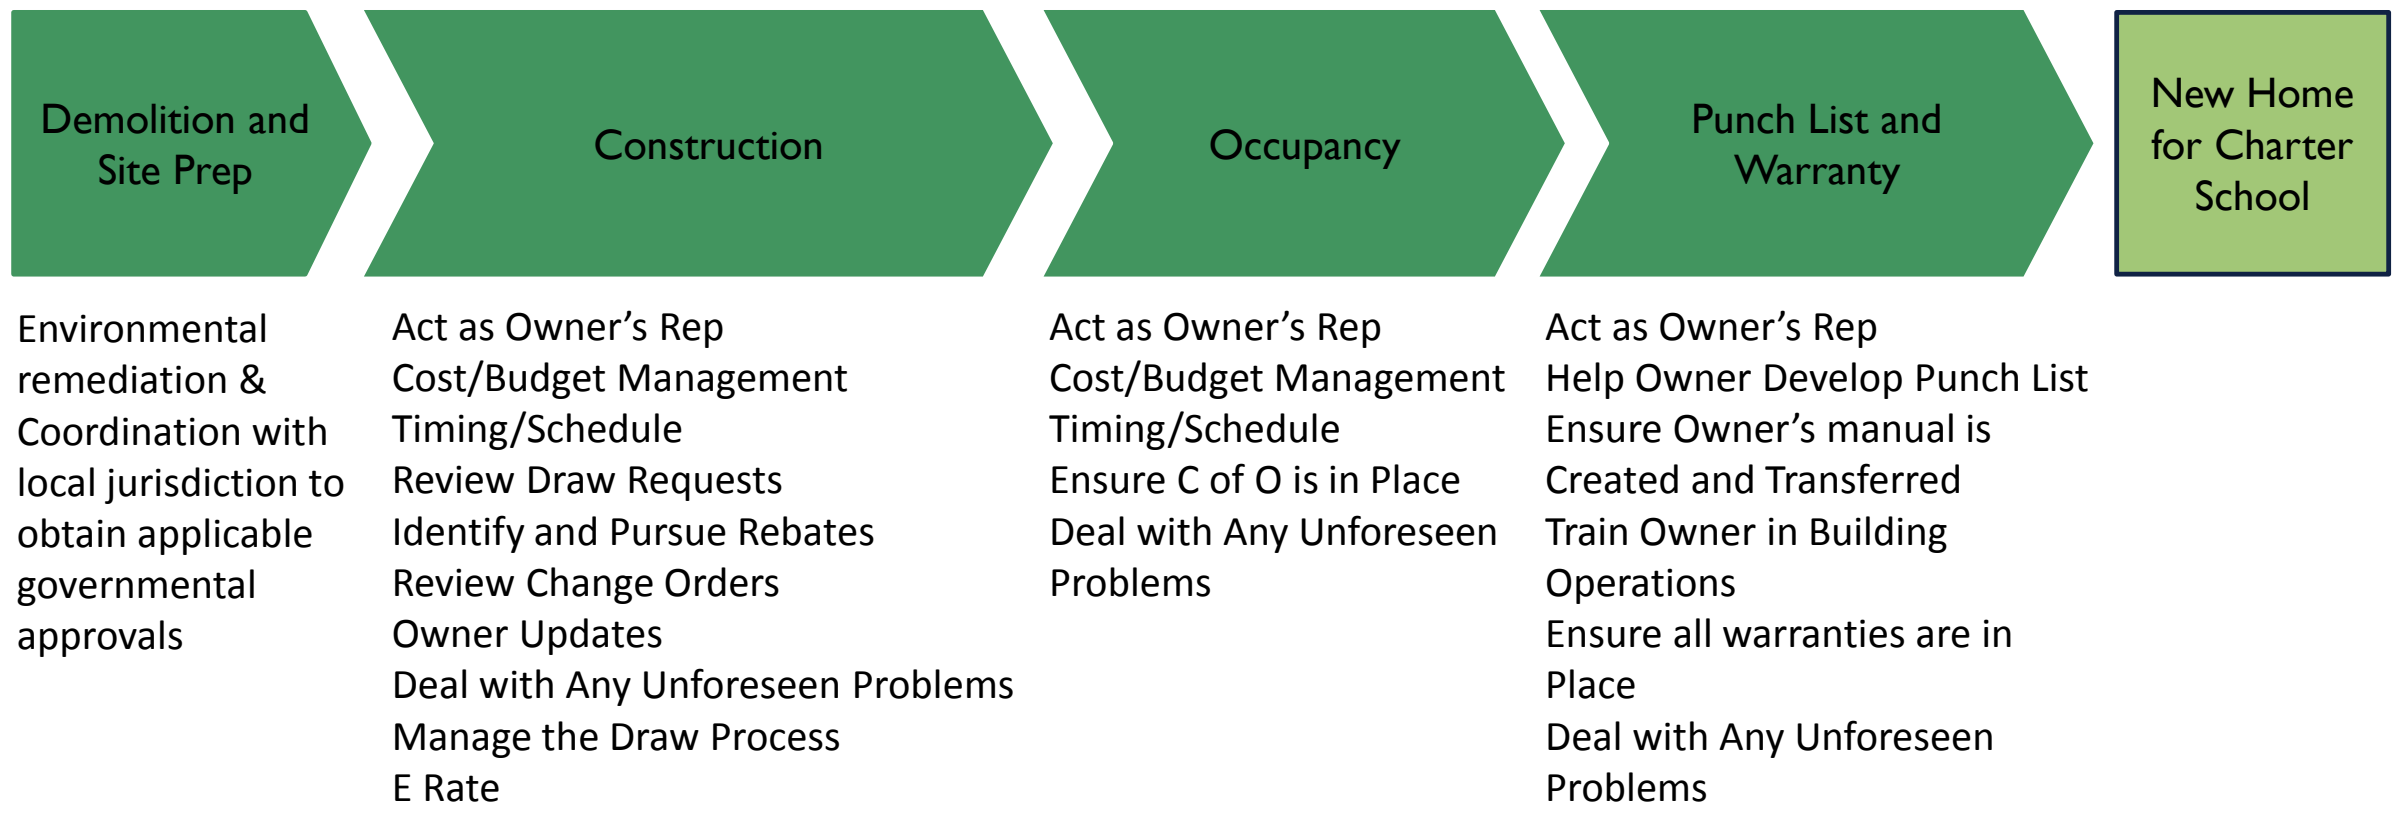 Demolition and
Site Prep
Construction
Occupancy
Punch List and
Warranty
New Home
for Charter
School
Environmental
remediation &
Coordination with
local jurisdiction to
obtain applicable
governmental
approvals
Act as Owner’s Rep
Cost/Budget Management
Timing/Schedule
Review Draw Requests
Identify and Pursue Rebates
Review Change Orders
Owner Updates
Deal with Any Unforeseen Problems
Manage the Draw Process
E Rate
Act as Owner’s Rep
Cost/Budget Management
Timing/Schedule
Ensure C of O is in Place
Deal with Any Unforeseen
Problems
Act as Owner’s Rep
Help Owner Develop Punch List
Ensure Owner’s manual is
Created and Transferred
Train Owner in Building
Operations
Ensure all warranties are in
Place
Deal with Any Unforeseen
Problems